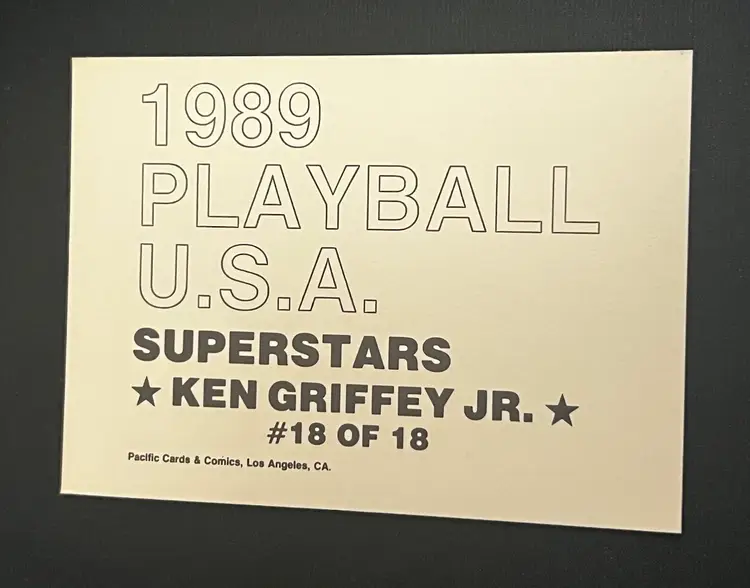 1989
PLAYBALL
U.S.A.
SUPERSTARS
★ KEN GRIFFEY JR. ★
#18 OF 18
Pacific Cards & Comics, Los Angeles, CA.